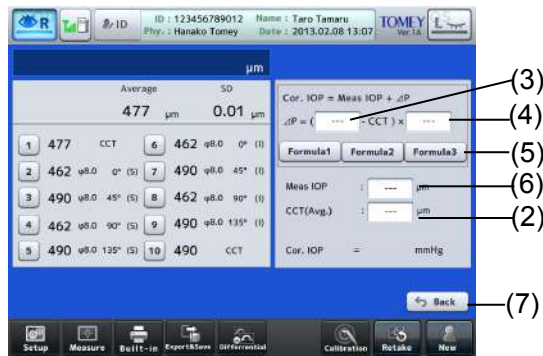 R ID ID : 123456789012 Name : Taro Tamaru TOMEY L
Phy. : Hanako Tomey Date : 2013.02.08 13:07 Ver.1A
µm
Average SD
477 µm 0.01 µm
1 477 CCT 6 462 φ8.0 0° (I)
2 462 φ8.0 0° (S) 7 490 φ8.0 45° (I)
3 490 φ8.0 45° (S) 8 462 φ8.0 90° (I)
4 462 φ8.0 90° (S) 9 490 φ8.0 135° (I)
5 490 φ8.0 135° (S) 10 490 CCT
Cor. IOP = Meas IOP + ⊿P
(3)
⊿P = ( --- - CCT ) × ---
(4)
Formula1 Formula2 Formula3
(5)
Meas IOP : --- µm
(6)
CCT(Avg.) : --- µm
(2)
Cor. IOP = mmHg
Back
(7)
Setup Measure Built-in Export&Save Differential Calibration Retake New